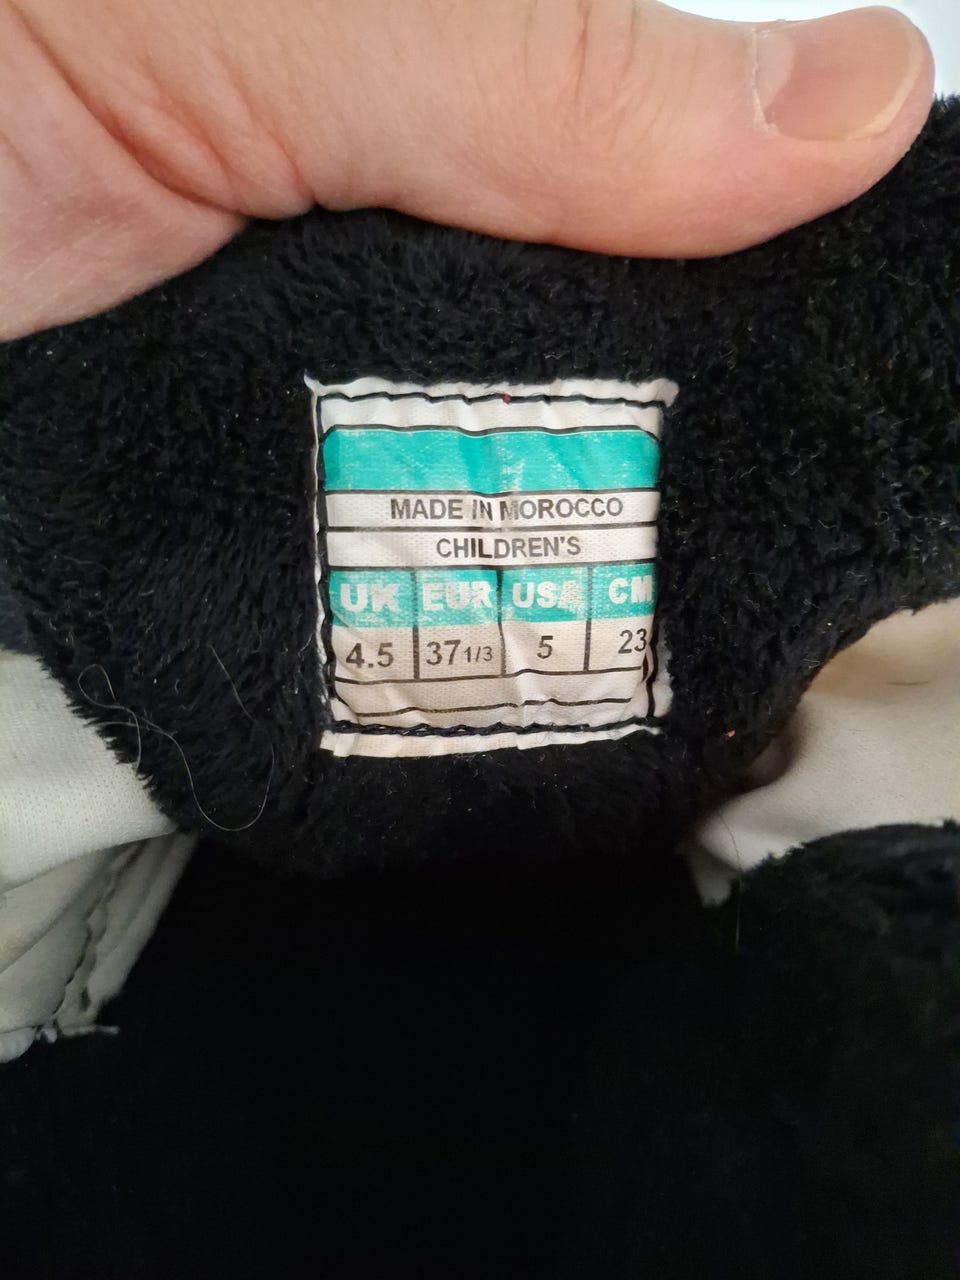 MADE IN MOROCCO
CHILDREN'S
UK EUR USA CM
4.5 37 1/3 5 23